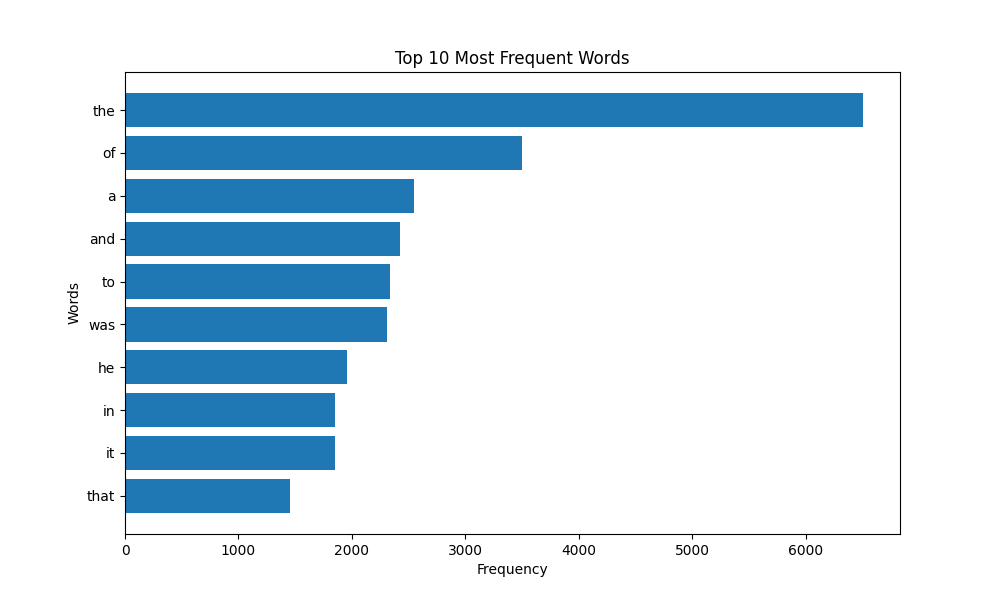 Top 10 Most Frequent Words
the
of
a
and
to
was
he
in
it
that
Words
0 1000 2000 3000 4000 5000 6000
Frequency